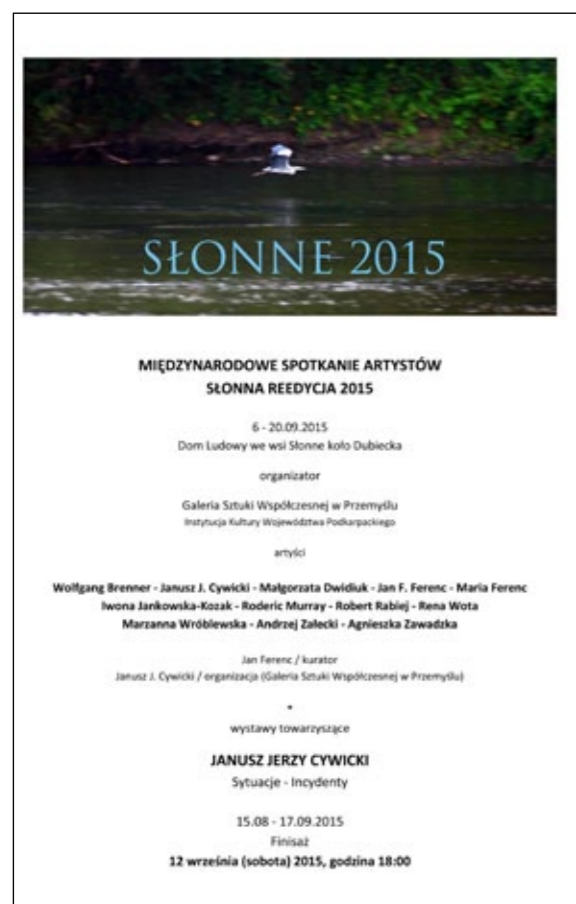 SŁONNE 2015
MIĘDZYNARODOWE SPOTKANIE ARTYSTÓW
SŁONNA REEDYCJA 2015
6 - 20.09.2015
Dom Ludowy we wsi Słonne koło Dubiecka
organizator
Galeria Sztuki Współczesnej w Przemyślu
Instytucja Kultury Województwa Podkarpackiego
artyści
Wolfgang Brenner - Janusz J. Cywicki - Małgorzata Dwidiuk - Jan F. Ferenc - Maria Ferenc
Iwona Jankowska-Kozak - Roderic Murray - Robert Rabiej - Rena Wota
Marzanna Wróblewska - Andrzej Załecki - Agnieszka Zawadzka
Jan Ferenc / kurator
Janusz J. Cywicki / organizacja (Galeria Sztuki Współczesnej w Przemyślu)
*
wystawy towarzyszące
JANUSZ JERZY CYWICKI
Sytuacje - Incydenty
15.08 - 17.09.2015
Finisaż
12 września (sobota) 2015, godzina 18:00